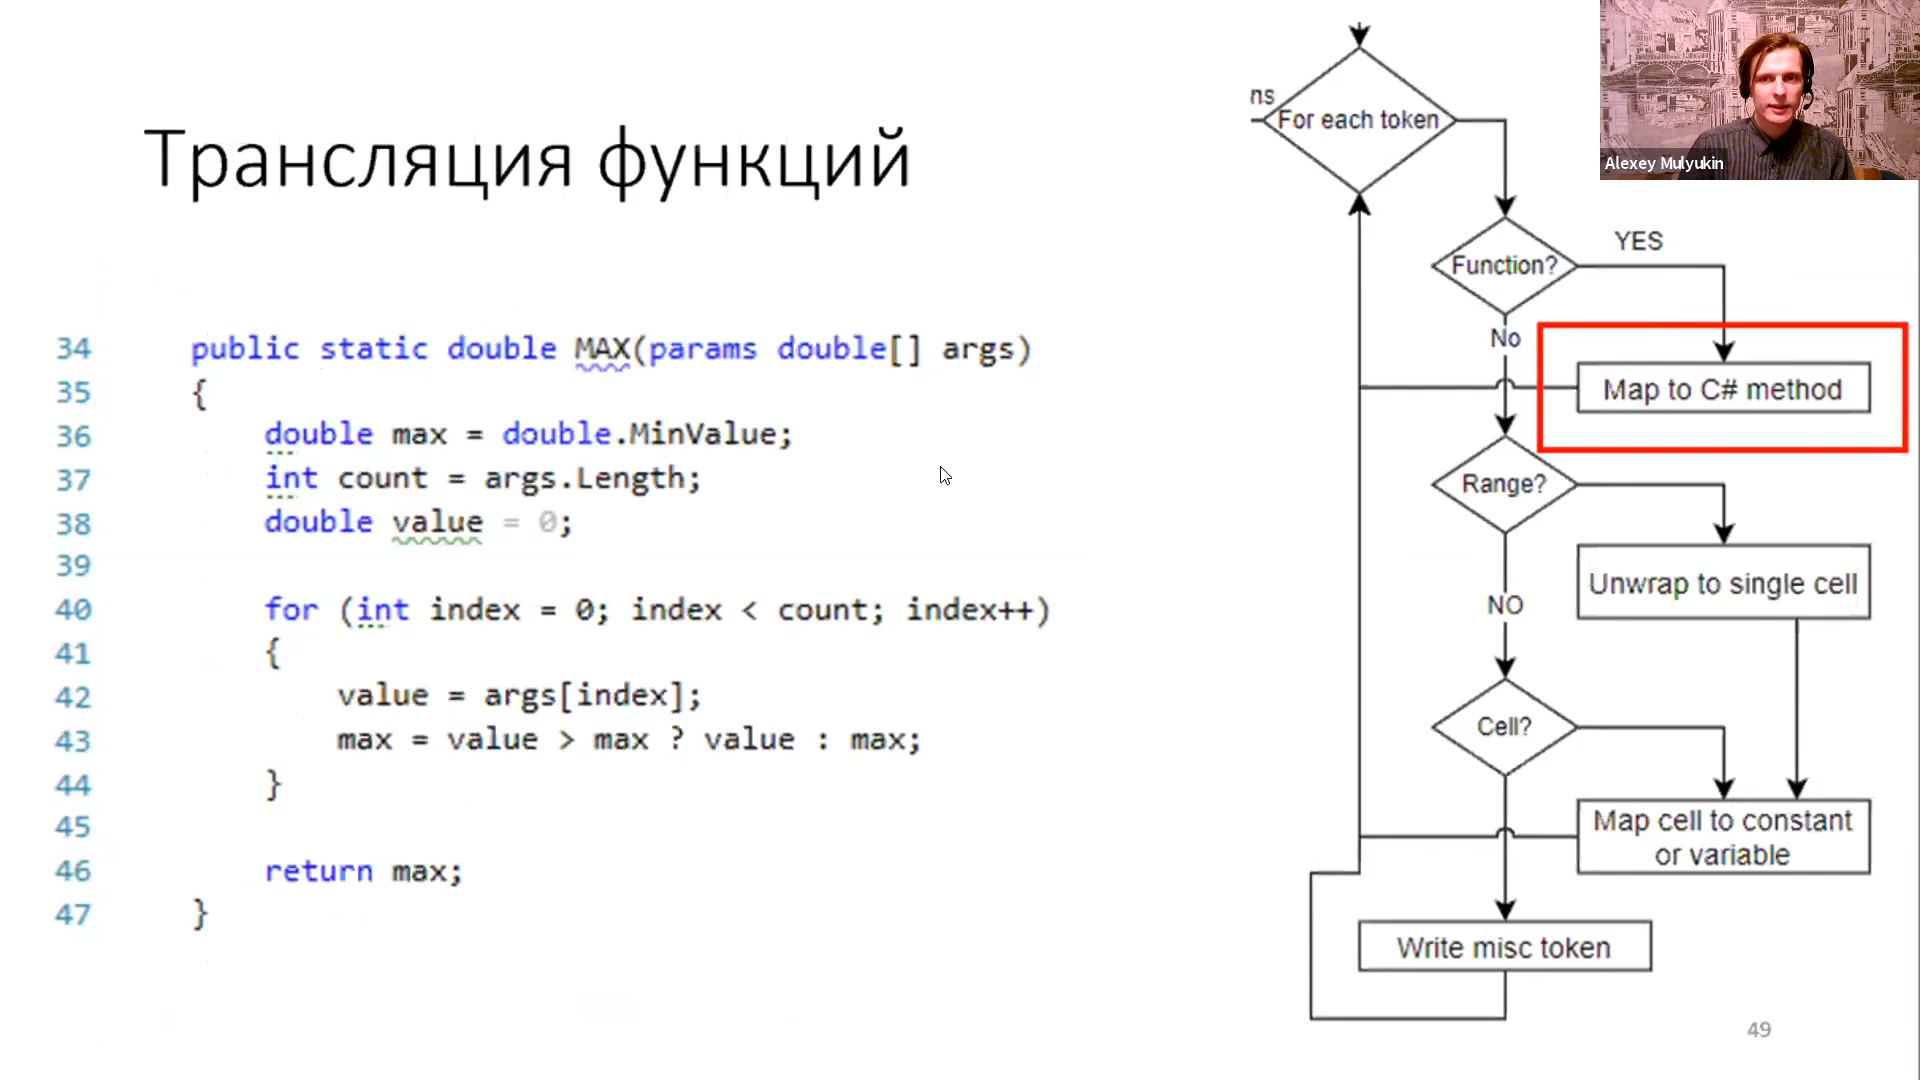 Трансляция функций
34 public static double MAX(params double[] args)
35 {
36 double max = double.MinValue;
37 int count = args.Length;
38 double value = 0;
39
40 for (int index = 0; index < count; index++)
41 {
42 value = args[index];
43 max = value > max ? value : max;
44 }
45
46 return max;
47 }
ns
For each token
Function?
YES
No
Map to C# method
Range?
Unwrap to single cell
NO
Cell?
Map cell to constant
or variable
Write misc token
49
Alexey Mulyukin